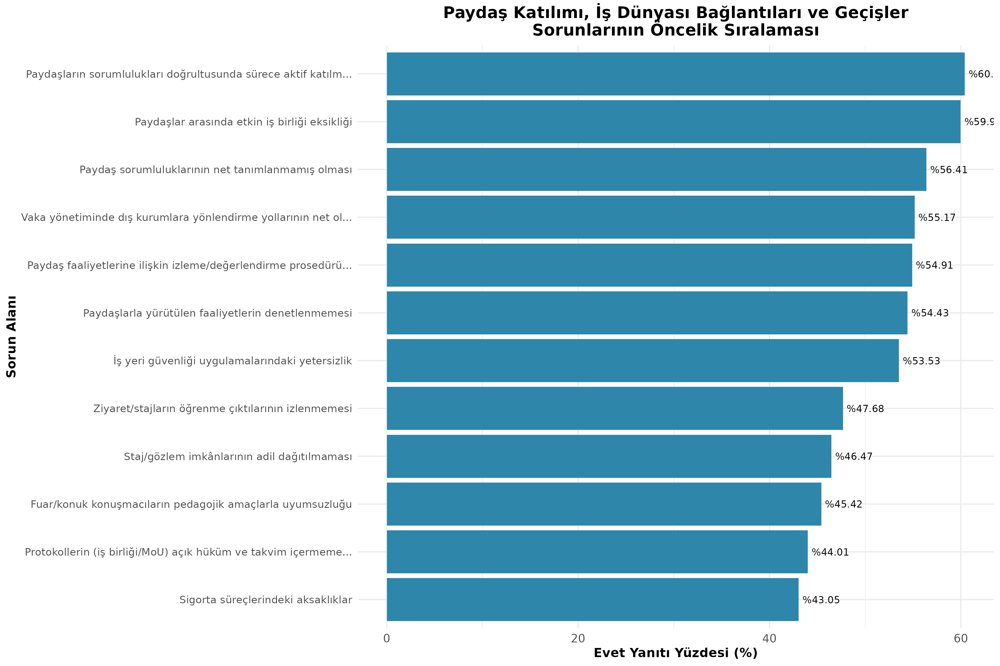 Paydaş Katılımı, İş Dünyası Bağlantıları ve Geçişler
Sorunlarının Öncelik Sıralaması
Paydaşların sorumlulukları doğrultusunda sürece aktif katılm... %60.
Paydaşlar arasında etkin iş birliği eksikliği %59.9
Paydaş sorumluluklarının net tanımlanmamış olması %56.41
Vaka yönetiminde dış kurumlara yönlendirme yollarının net ol... %55.17
Paydaş faaliyetlerine ilişkin izleme/değerlendirme prosedürü... %54.91
Paydaşlarla yürütülen faaliyetlerin denetlenmemesi %54.43
İş yeri güvenliği uygulamalarındaki yetersizlik %53.53
Ziyaret/stajların öğrenme çıktılarının izlenmemesi %47.68
Staj/gözlem imkânlarının adil dağıtılmaması %46.47
Fuar/konuk konuşmacıların pedagojik amaçlarla uyumsuzluğu %45.42
Protokollerin (iş birliği/MoU) açık hüküm ve takvim içermeme... %44.01
Sigorta süreçlerindeki aksaklıklar %43.05
Sorun Alanı
0 20 40 60
Evet Yanıtı Yüzdesi (%)